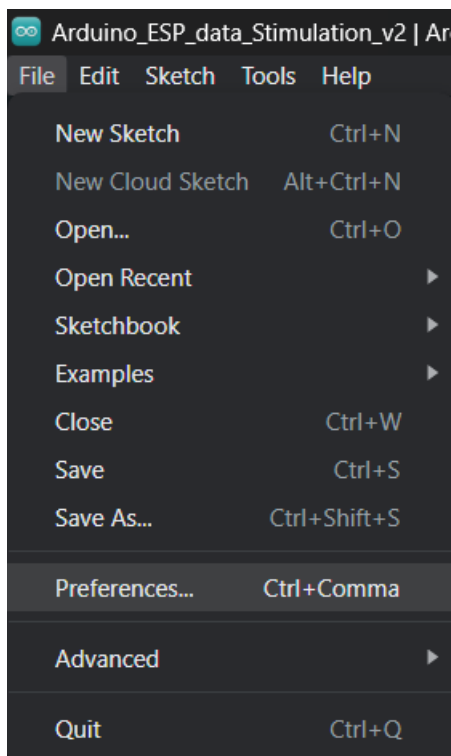 Arduino_ESP_data_Stimulation_v2 | Ar
File Edit Sketch Tools Help
New Sketch Ctrl+N
New Cloud Sketch Alt+Ctrl+N
Open... Ctrl+O
Open Recent
Sketchbook
Examples
Close Ctrl+W
Save Ctrl+S
Save As... Ctrl+Shift+S
Preferences... Ctrl+Comma
Advanced
Quit Ctrl+Q